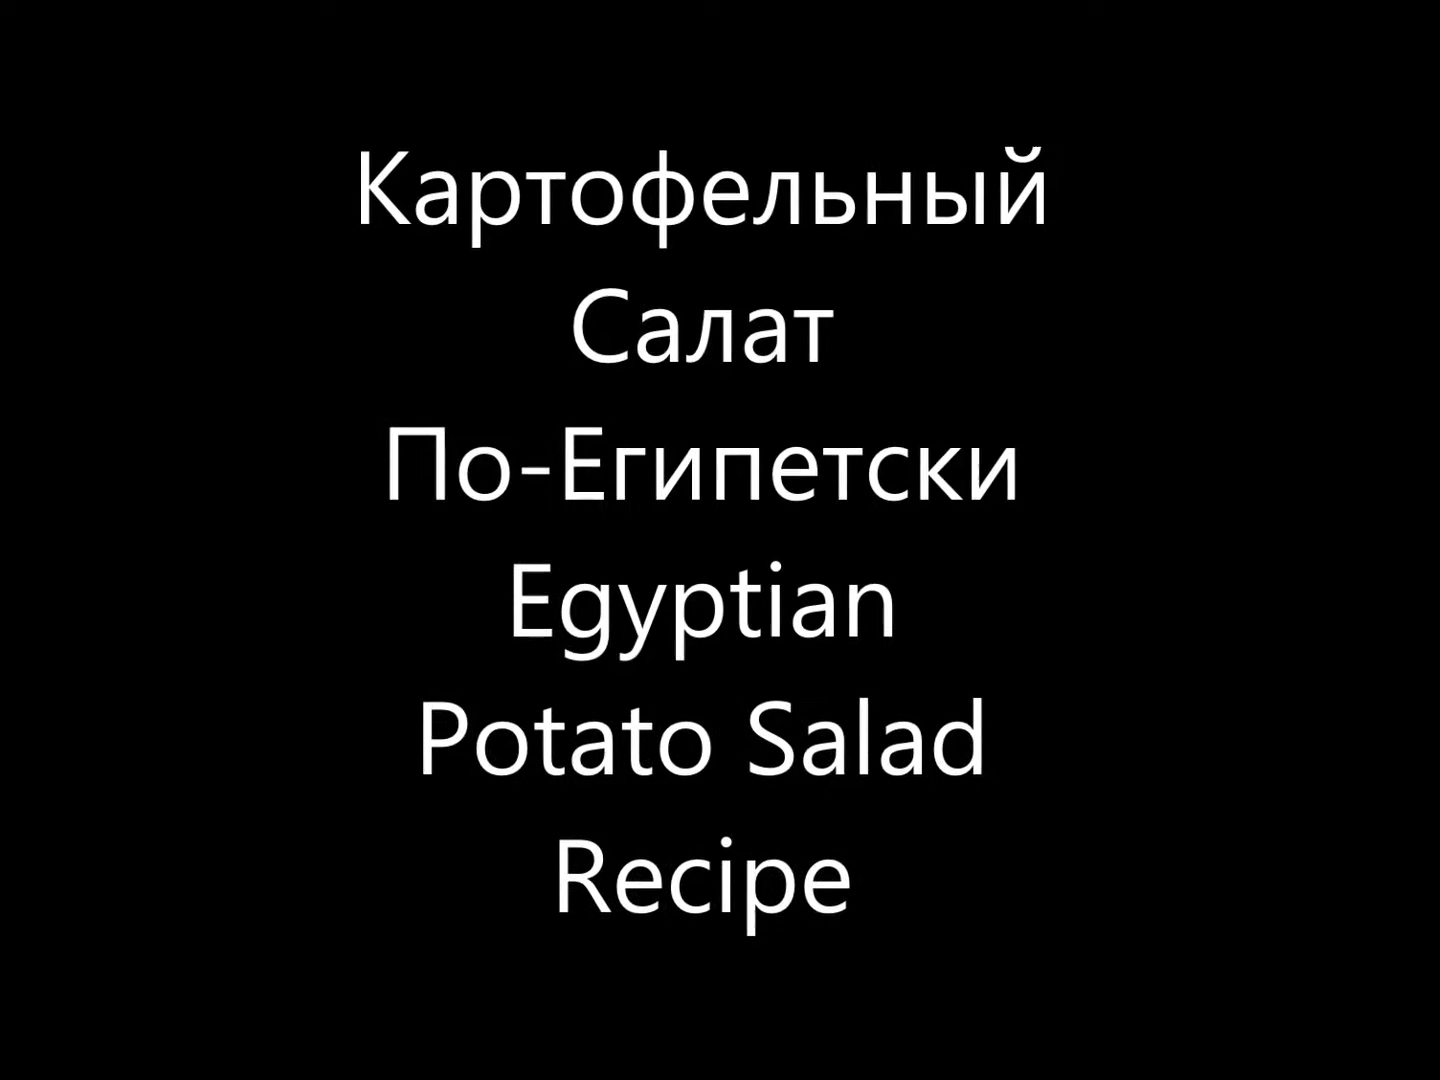 Картофельный
Салат
По-Египетски
Egyptian
Potato Salad
Recipe